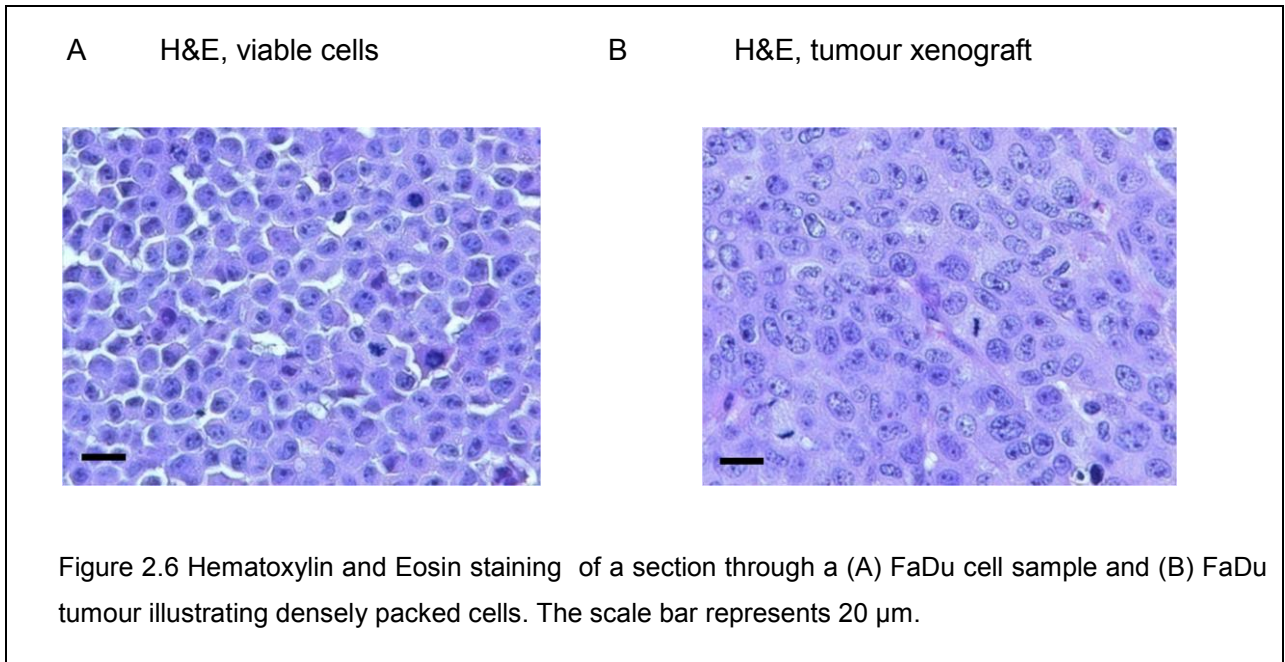 A H&E, viable cells B H&E, tumour xenograft
Figure 2.6 Hematoxylin and Eosin staining of a section through a (A) FaDu cell sample and (B) FaDu
tumour illustrating densely packed cells. The scale bar represents 20 µm.